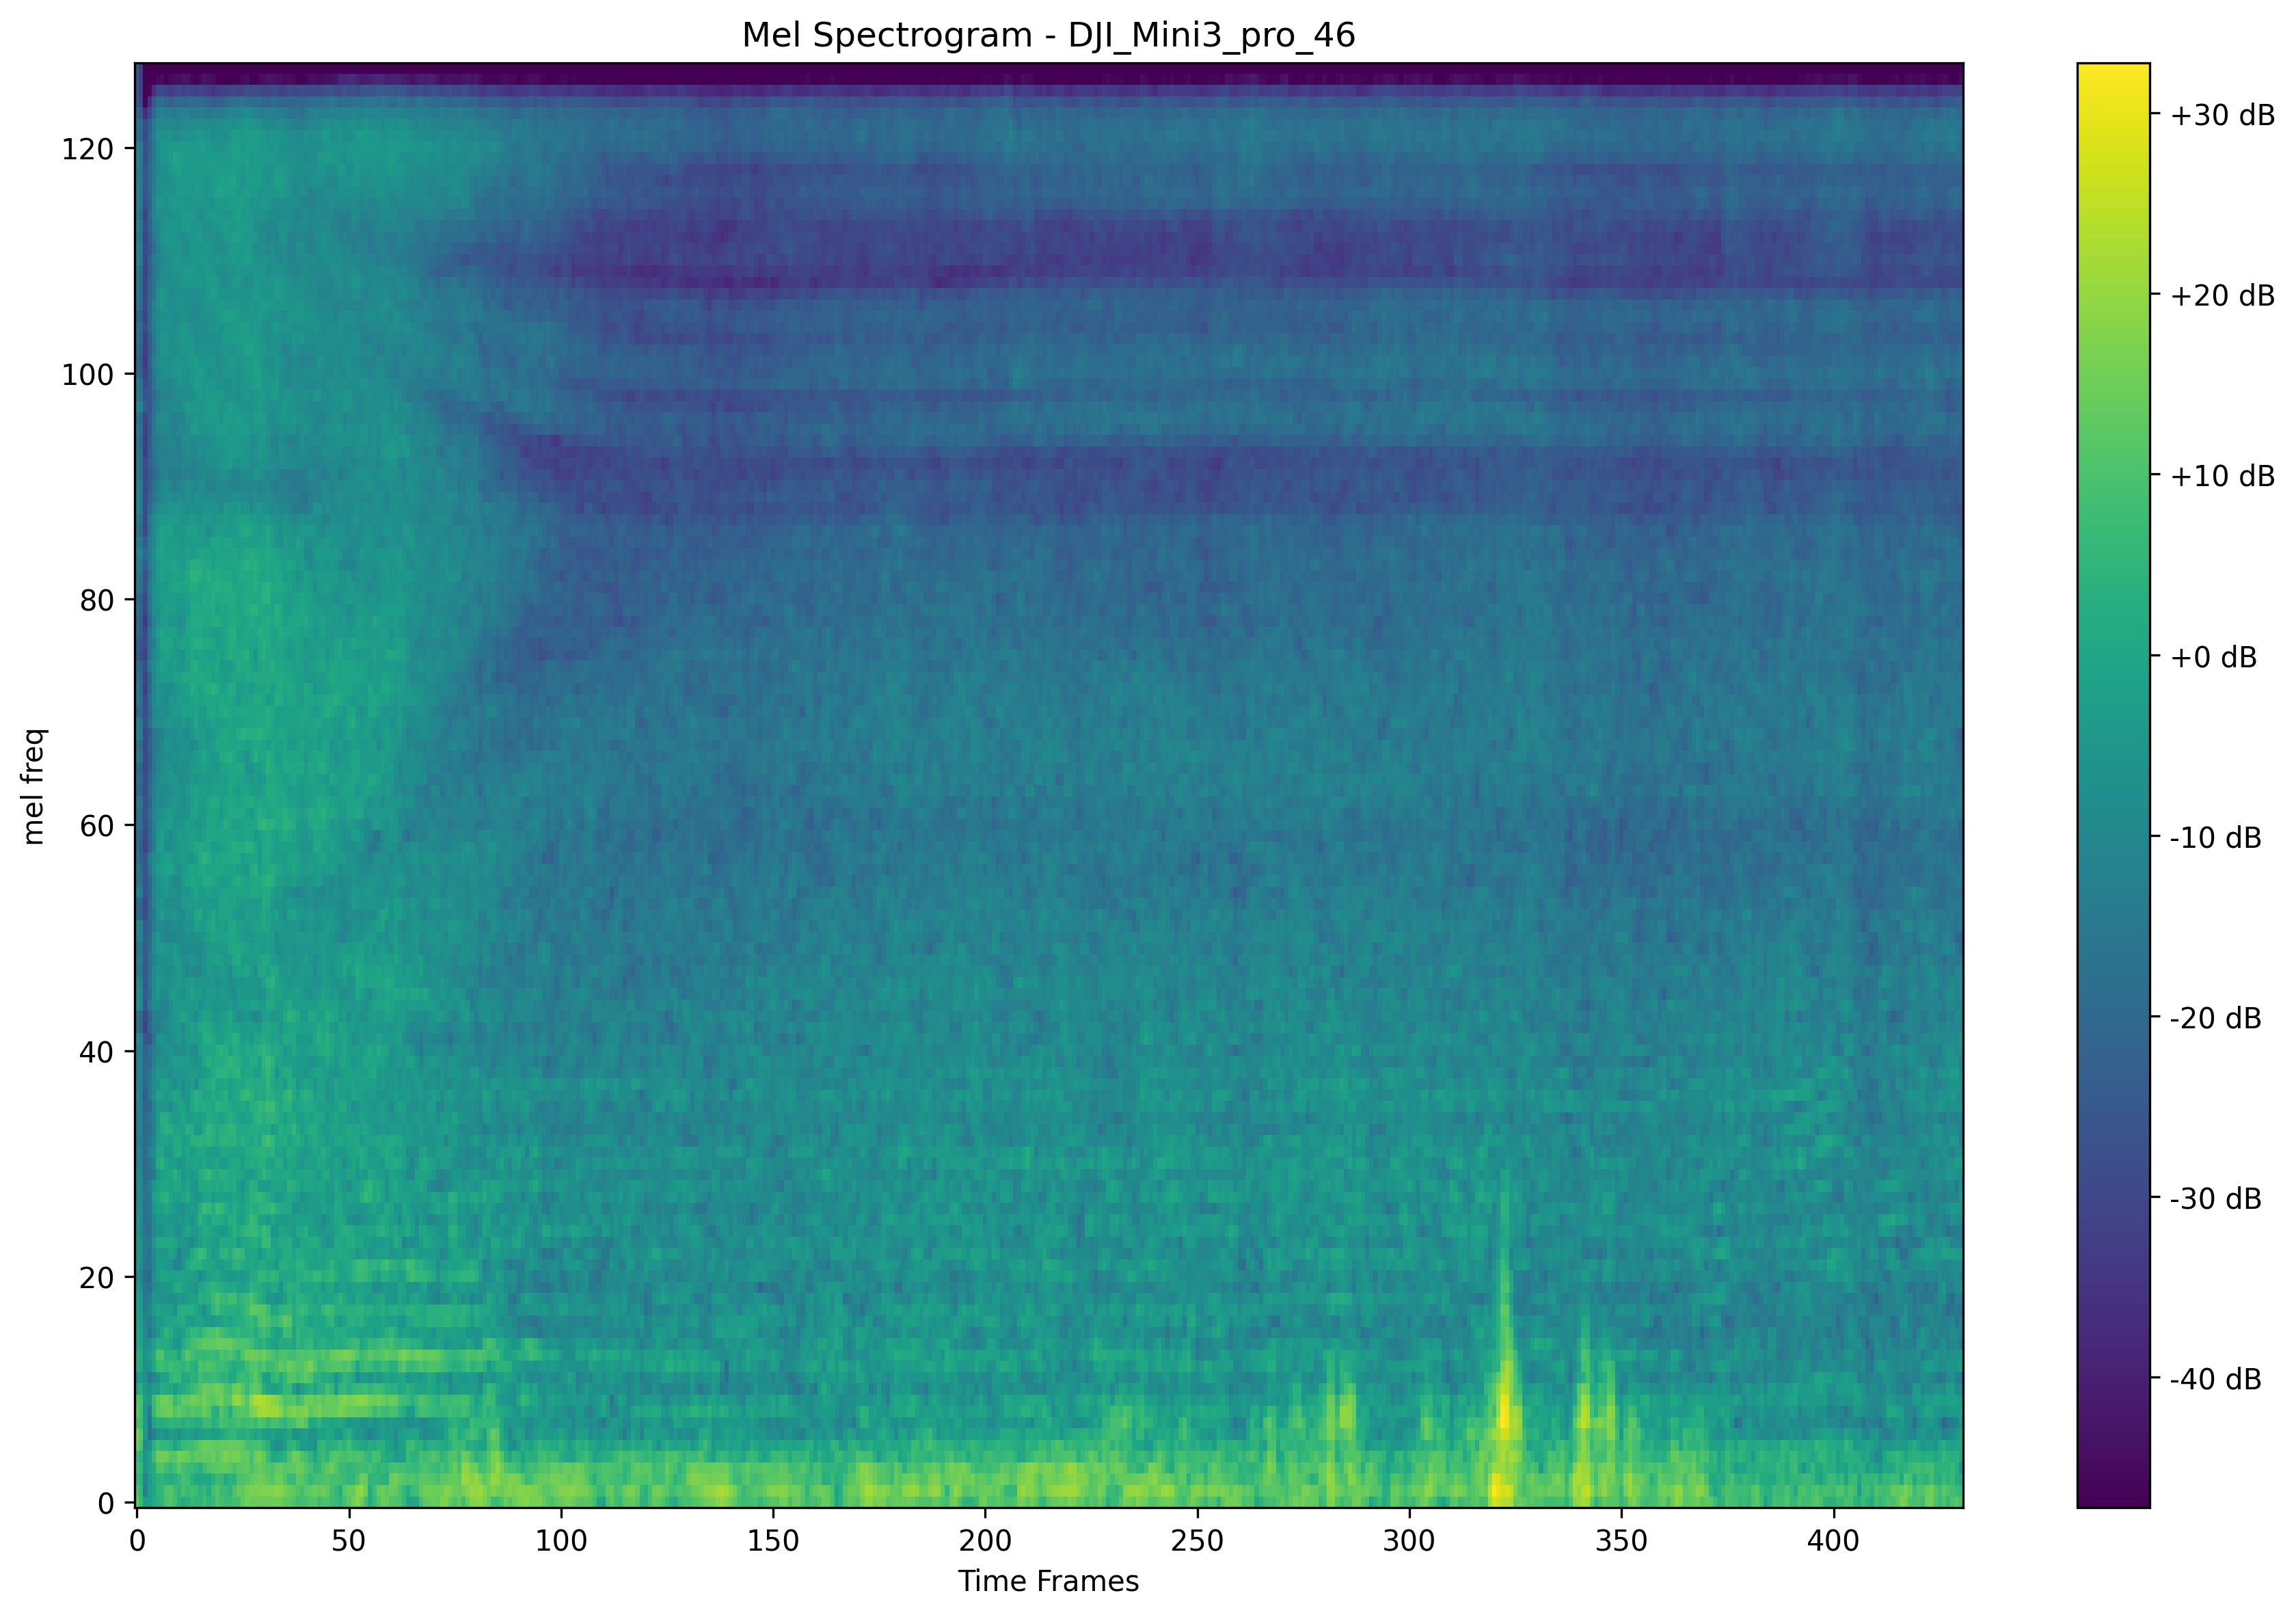 Mel Spectrogram - DJI_Mini3_pro_46
mel freq
120
100
80
60
40
20
0
0 50 100 150 200 250 300 350 400
Time Frames
+30 dB
+20 dB
+10 dB
+0 dB
-10 dB
-20 dB
-30 dB
-40 dB